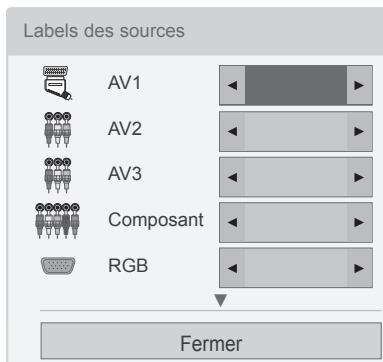 Labels des sources
AV1
AV2
AV3
Composant
RGB
Fermer